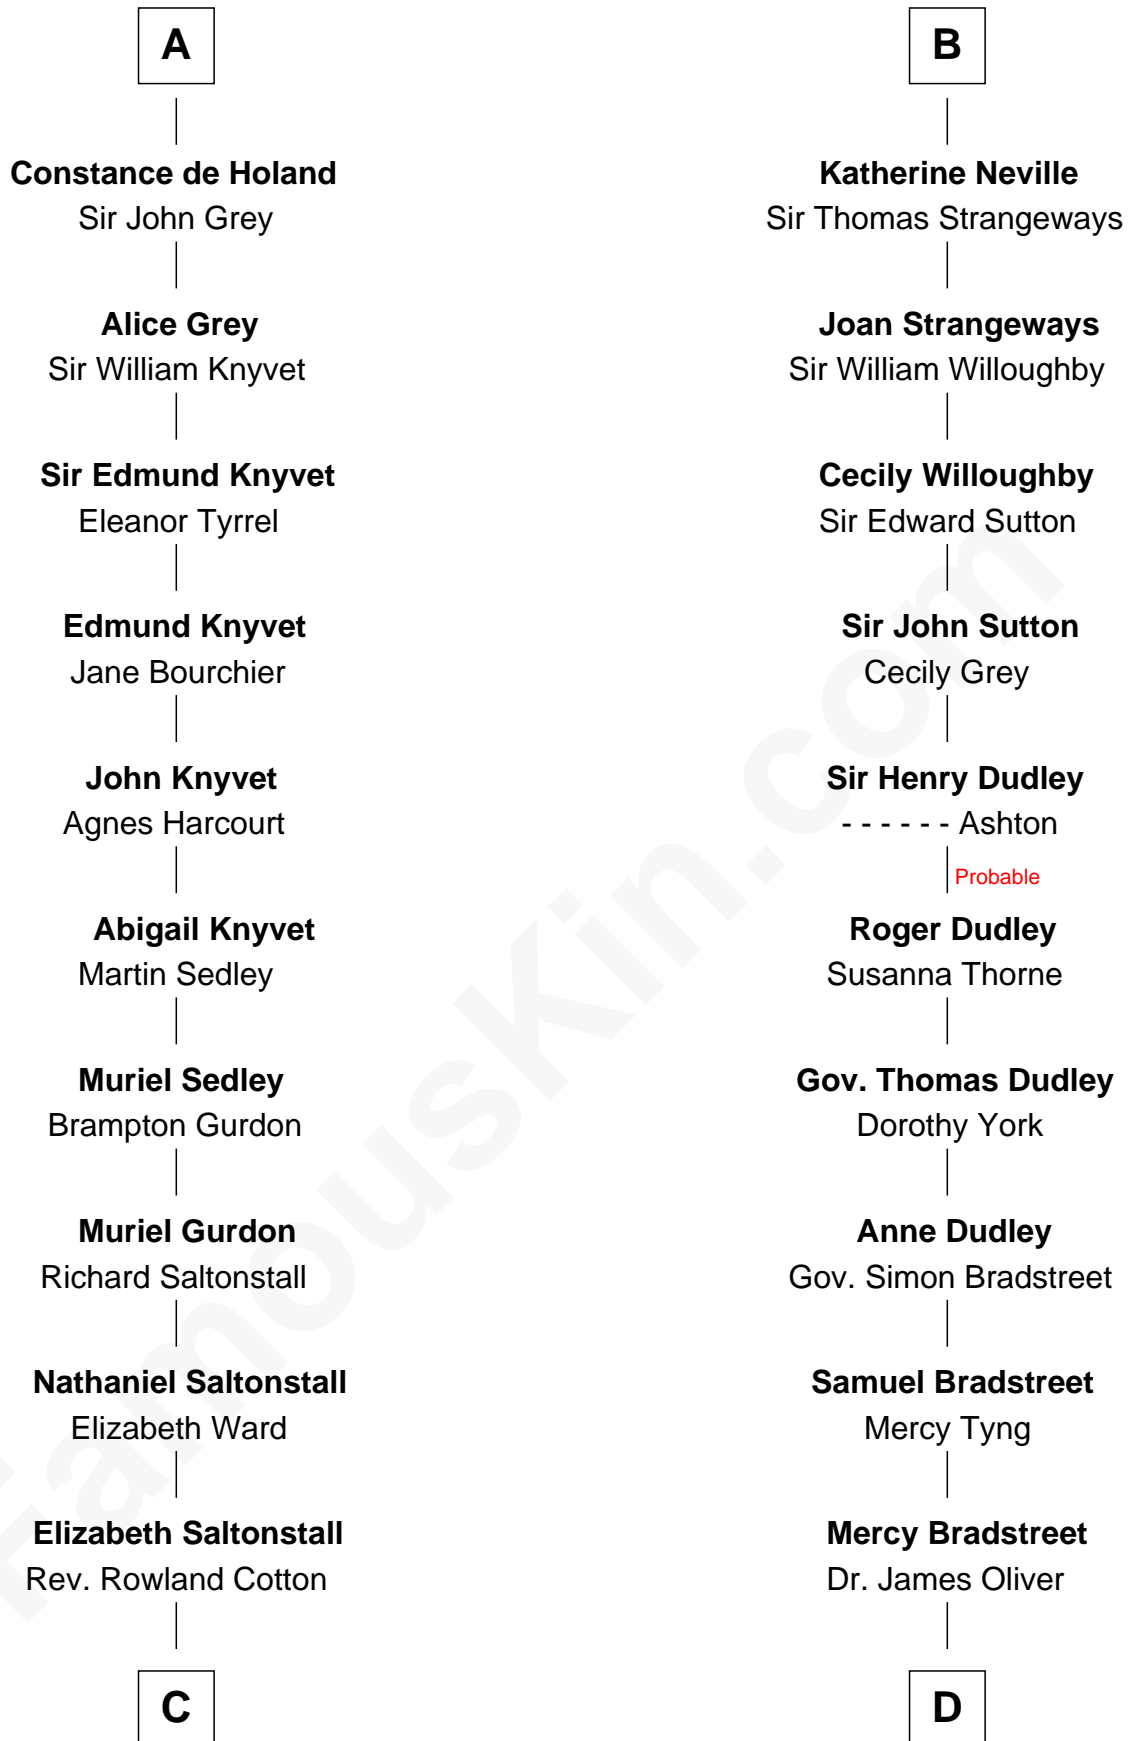 A
Constance de Holand
Sir John Grey
Alice Grey
Sir William Knyvet
Sir Edmund Knyvet
Eleanor Tyrrel
Edmund Knyvet
Jane Bourchier
John Knyvet
Agnes Harcourt
Abigail Knyvet
Martin Sedley
Muriel Sedley
Brampton Gurdon
Muriel Gurdon
Richard Saltonstall
Nathaniel Saltonstall
Elizabeth Ward
Elizabeth Saltonstall
Rev. Rowland Cotton
C
B
Katherine Neville
Sir Thomas Strangeways
Joan Strangeways
Sir William Willoughby
Cecily Willoughby
Sir Edward Sutton
Sir John Sutton
Cecily Grey
Sir Henry Dudley
- - - - - - Ashton
Probable
Roger Dudley
Susanna Thorne
Gov. Thomas Dudley
Dorothy York
Anne Dudley
Gov. Simon Bradstreet
Samuel Bradstreet
Mercy Tyng
Mercy Bradstreet
Dr. James Oliver
D
FamousKin.com